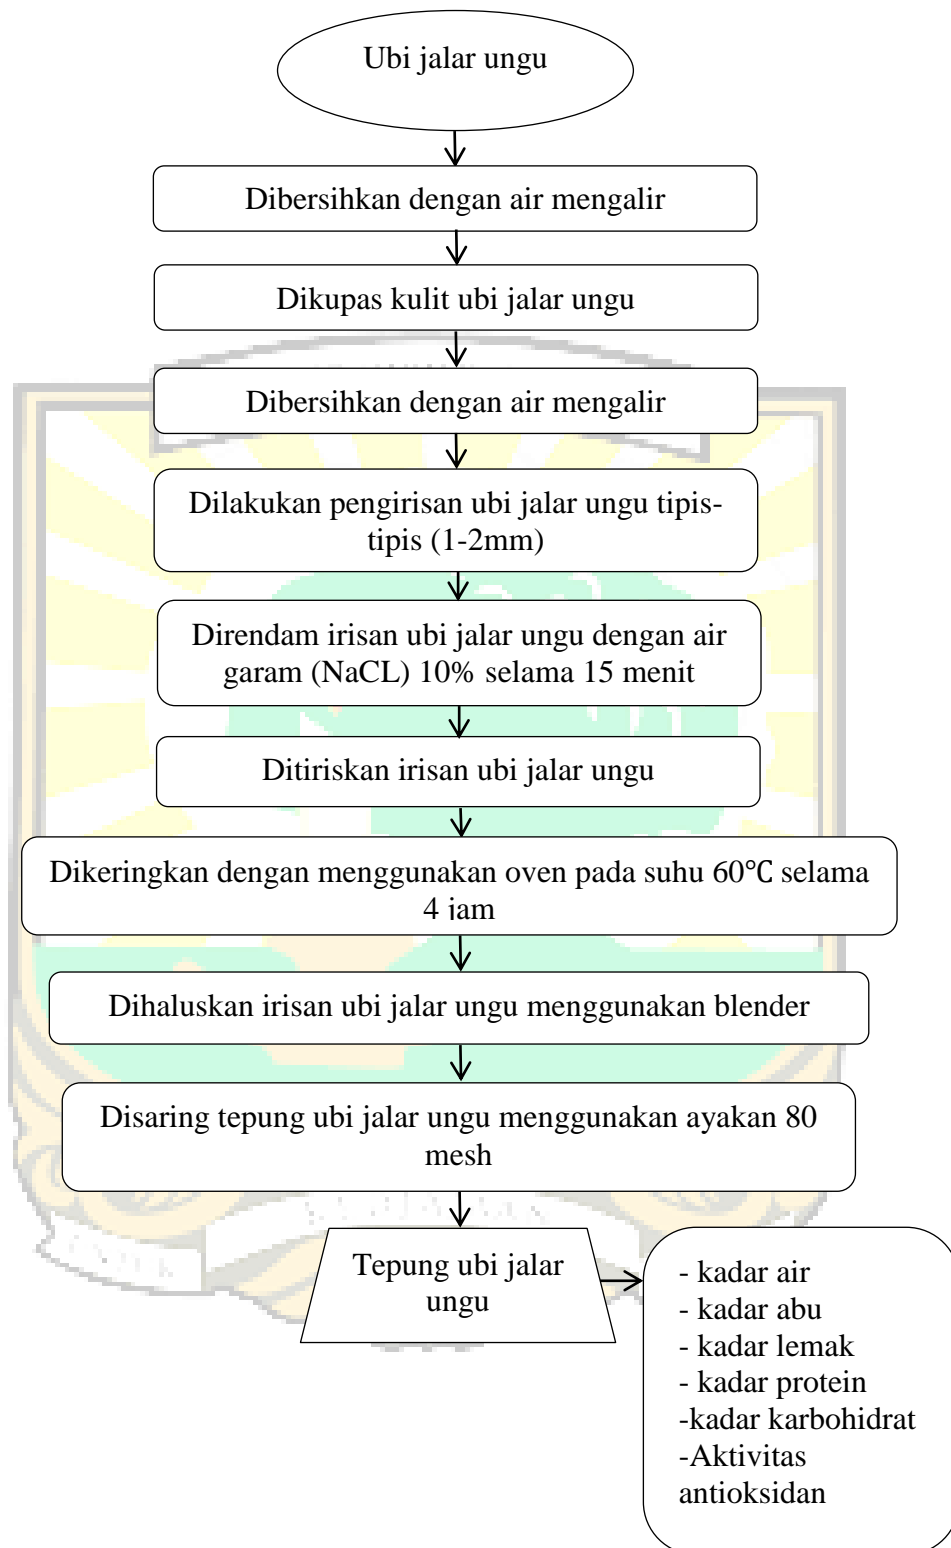 Ubi jalar ungu
Dibersihkan dengan air mengalir
Dikupas kulit ubi jalar ungu
Dibersihkan dengan air mengalir
Dilakukan pengirisan ubi jalar ungu tipis-
tipis (1-2mm)
Direndam irisan ubi jalar ungu dengan air
garam (NaCL) 10% selama 15 menit
Ditiriskan irisan ubi jalar ungu
Dikeringkan dengan menggunakan oven pada suhu 60℃ selama
4 jam
Dihaluskan irisan ubi jalar ungu menggunakan blender
Disaring tepung ubi jalar ungu menggunakan ayakan 80
mesh
Tepung ubi jalar
ungu
- kadar air
- kadar abu
- kadar lemak
- kadar protein
-kadar karbohidrat
-Aktivitas
antioksidan